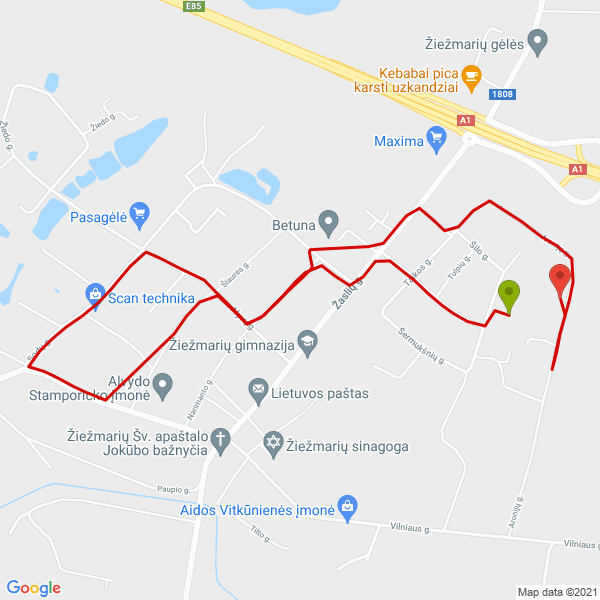 E85
Žiežmarių gėlės
Kebabai pica
karsti uzkandziai
1808
A1
Maxima
A1
Žiedo g.
Žiedo g.
Pasagėlė
Betuna
Šilo g.
Tulpių g.
Taikos g.
Šiaurės g.
Scan technika
Žaslių g.
Sodų g.
Žiežmarių gimnazija
Šermukšnių g.
Alvydo
Stamporicko įmonė
Narimanto g.
Lietuvos paštas
Žiežmarių Šv. apaštalo
Jokūbo bažnyčia
Žiežmarių sinagoga
Paupio g.
Aidos Vitkūnienės įmonė
Aronijų g.
Tilto g.
Vilniaus g.
Vilniaus g.
Google
Map data ©2021